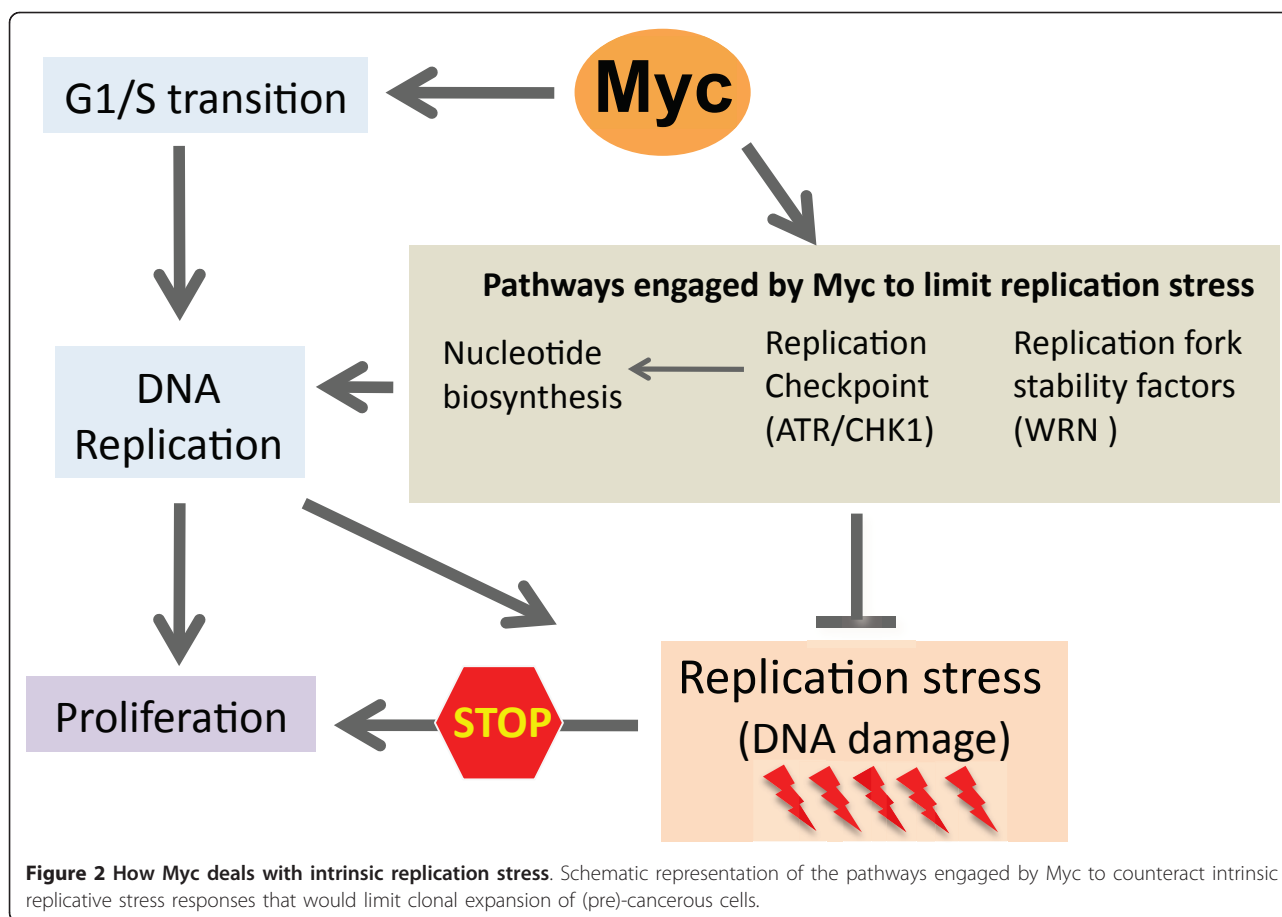 Myc
G1/S transition
Pathways engaged by Myc to limit replication stress
Nucleotide
biosynthesis
Replication
Checkpoint
(ATR/CHK1)
Replication fork
stability factors
(WRN )
DNA
Replication
Replication stress
(DNA damage)
STOP
Proliferation
Figure 2 How Myc deals with intrinsic replication stress. Schematic representation of the pathways engaged by Myc to counteract intrinsic
replicative stress responses that would limit clonal expansion of (pre)-cancerous cells.